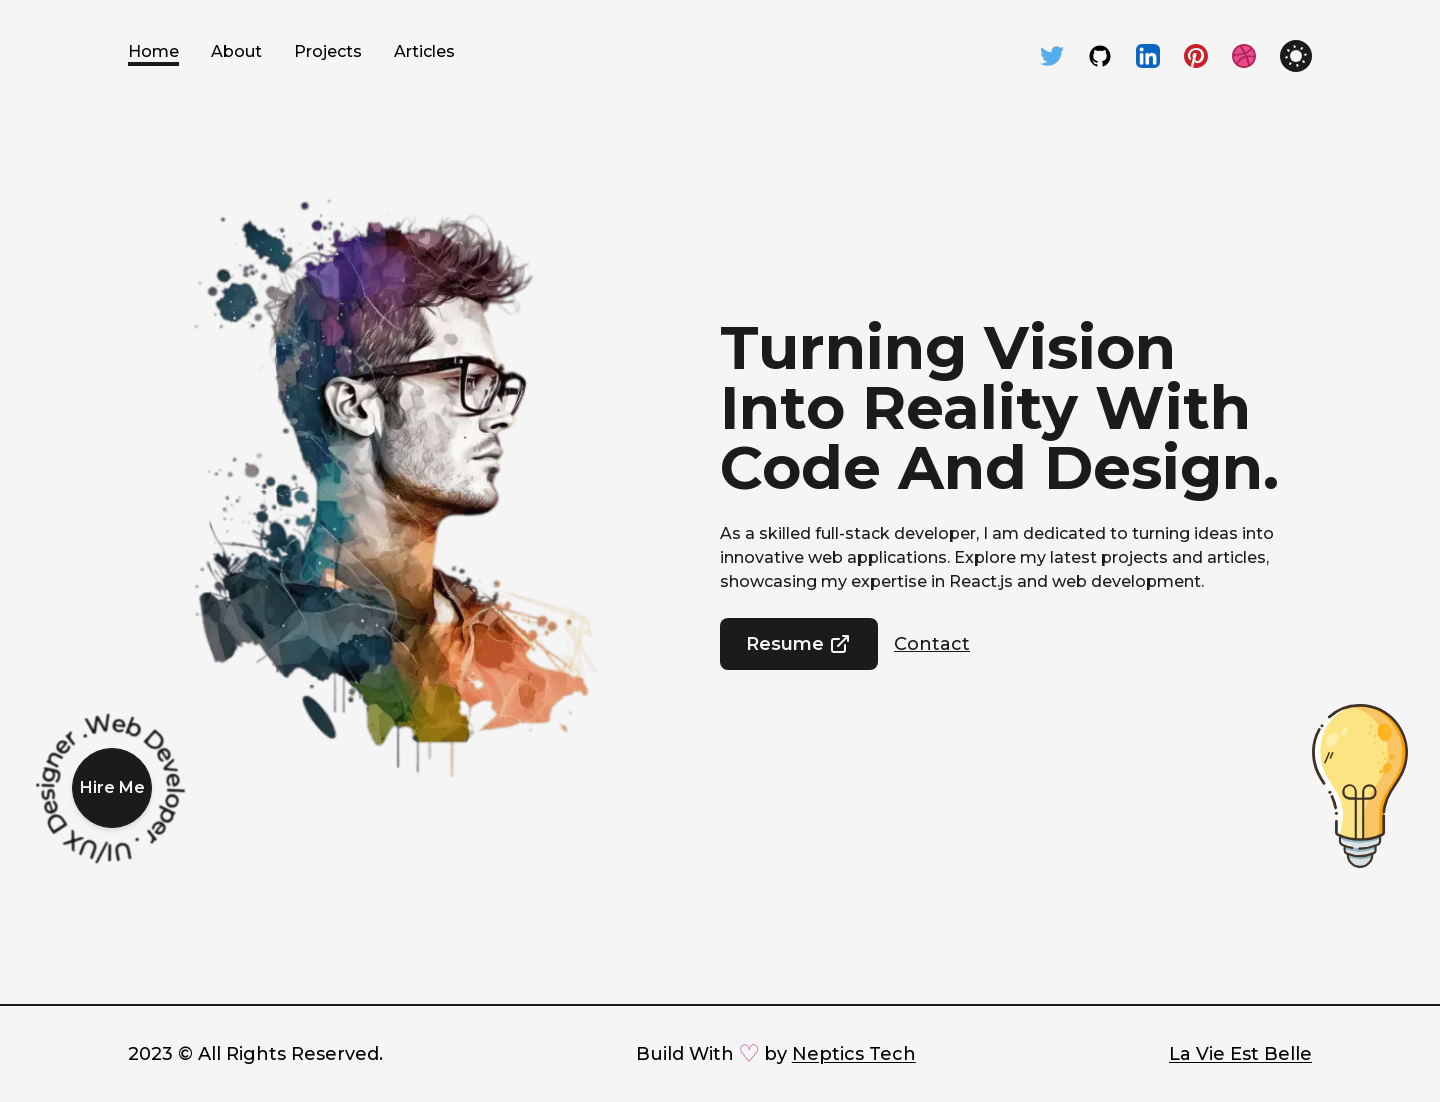 Home About Projects Articles
Turning Vision
Into Reality With
Code And Design.
As a skilled full-stack developer, I am dedicated to turning ideas into
innovative web applications. Explore my latest projects and articles,
showcasing my expertise in React.js and web development.
Resume Contact
Web Developer . UI/UX Designer .
Hire Me
2023 © All Rights Reserved. Build With ♡ by Neptics Tech La Vie Est Belle